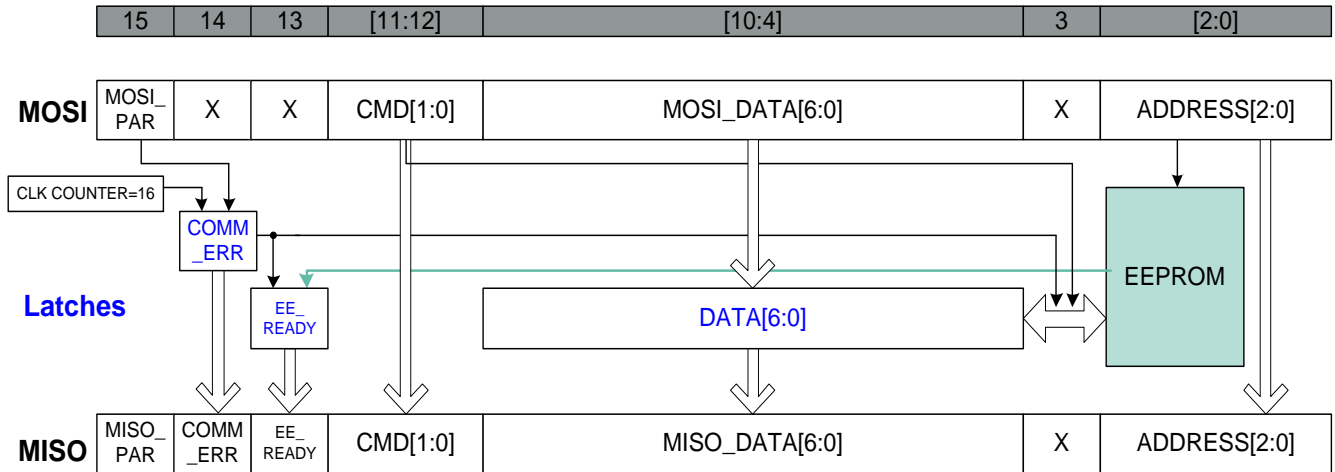 15 14 13 [11:12] [10:4] 3 [2:0]
MOSI MOSI_ PAR X X CMD[1:0] MOSI_DATA[6:0] X ADDRESS[2:0]
CLK COUNTER=16
COMM
_ERR
Latches
EE_
READY
DATA[6:0]
EEPROM
MISO MISO_ PAR COMM _ERR EE_ READY CMD[1:0] MISO_DATA[6:0] X ADDRESS[2:0]